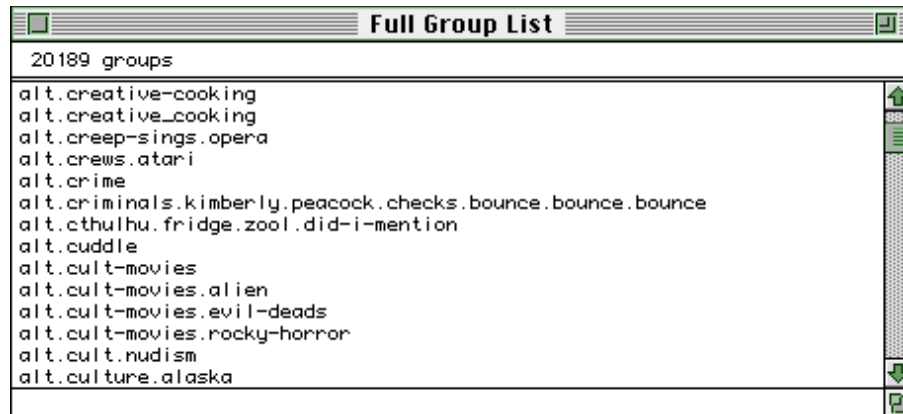 Full Group List
20189 groups
alt.creative-cooking
alt.creative_cooking
alt.creep-sings.opera
alt.crews.atari
alt.crime
alt.criminals.kimberly.peacock.checks.bounce.bounce.bounce
alt.cthulhu.fridge.zool.did-i-mention
alt.cuddle
alt.cult-movies
alt.cult-movies.alien
alt.cult-movies.evil-deads
alt.cult-movies.rocky-horror
alt.cult.nudism
alt.culture.alaska